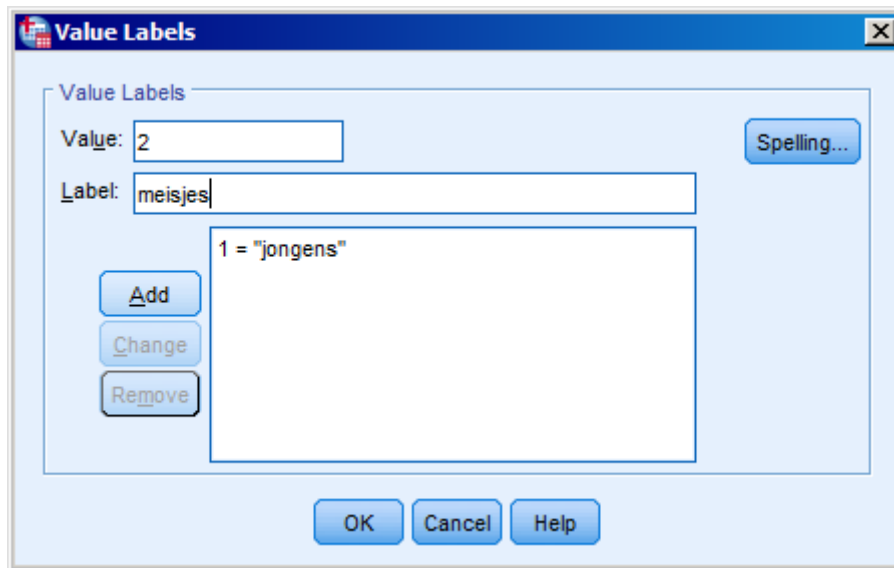 Value Labels
Value Labels
Value: 2
Spelling...
Label: meisjes
1 = "jongens"
Add
Change
Remove
OK Cancel Help